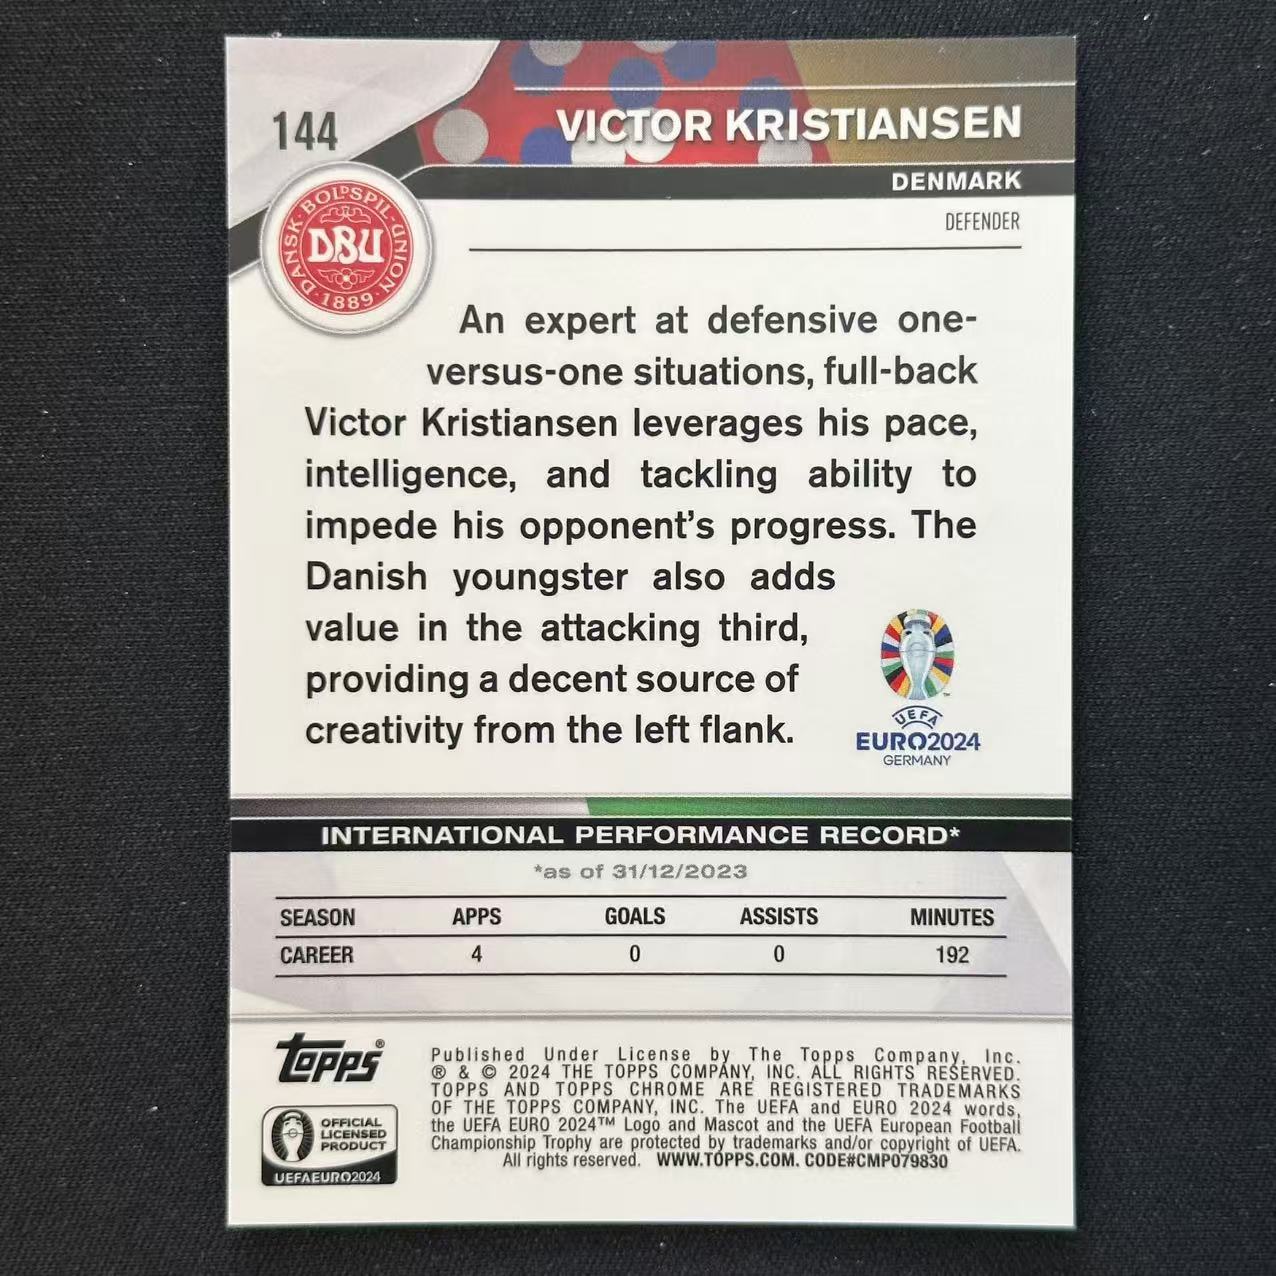 144
VICTOR KRISTIANSEN
DENMARK
DEFENDER
DANSK·BOLDSPIL·UNION
DBU
·1889·
An expert at defensive one-
versus-one situations, full-back
Victor Kristiansen leverages his pace,
intelligence, and tackling ability to
impede his opponent's progress. The
Danish youngster also adds
value in the attacking third,
providing a decent source of
creativity from the left flank.
UEFA
EURO2024
GERMANY
INTERNATIONAL PERFORMANCE RECORD*
*as of 31/12/2023
SEASON APPS GOALS ASSISTS MINUTES
CAREER 4 0 0 192
topps®
OFFICIAL
LICENSED
PRODUCT
UEFAEURO2024
Published Under License by The Topps Company, Inc.
® & © 2024 THE TOPPS COMPANY, INC. ALL RIGHTS RESERVED.
TOPPS AND TOPPS CHROME ARE REGISTERED TRADEMARKS
OF THE TOPPS COMPANY, INC. The UEFA and EURO 2024 words,
the UEFA EURO 2024™ Logo and Mascot and the UEFA European Football
Championship Trophy are protected by trademarks and/or copyright of UEFA.
All rights reserved. WWW.TOPPS.COM. CODE#CMP079830